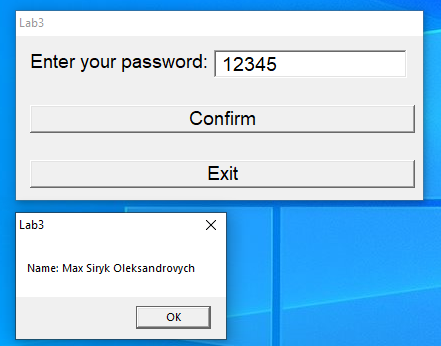 Lab3
Enter your password: 12345
Confirm
Exit
Lab3
Name: Max Siryk Oleksandrovych
OK